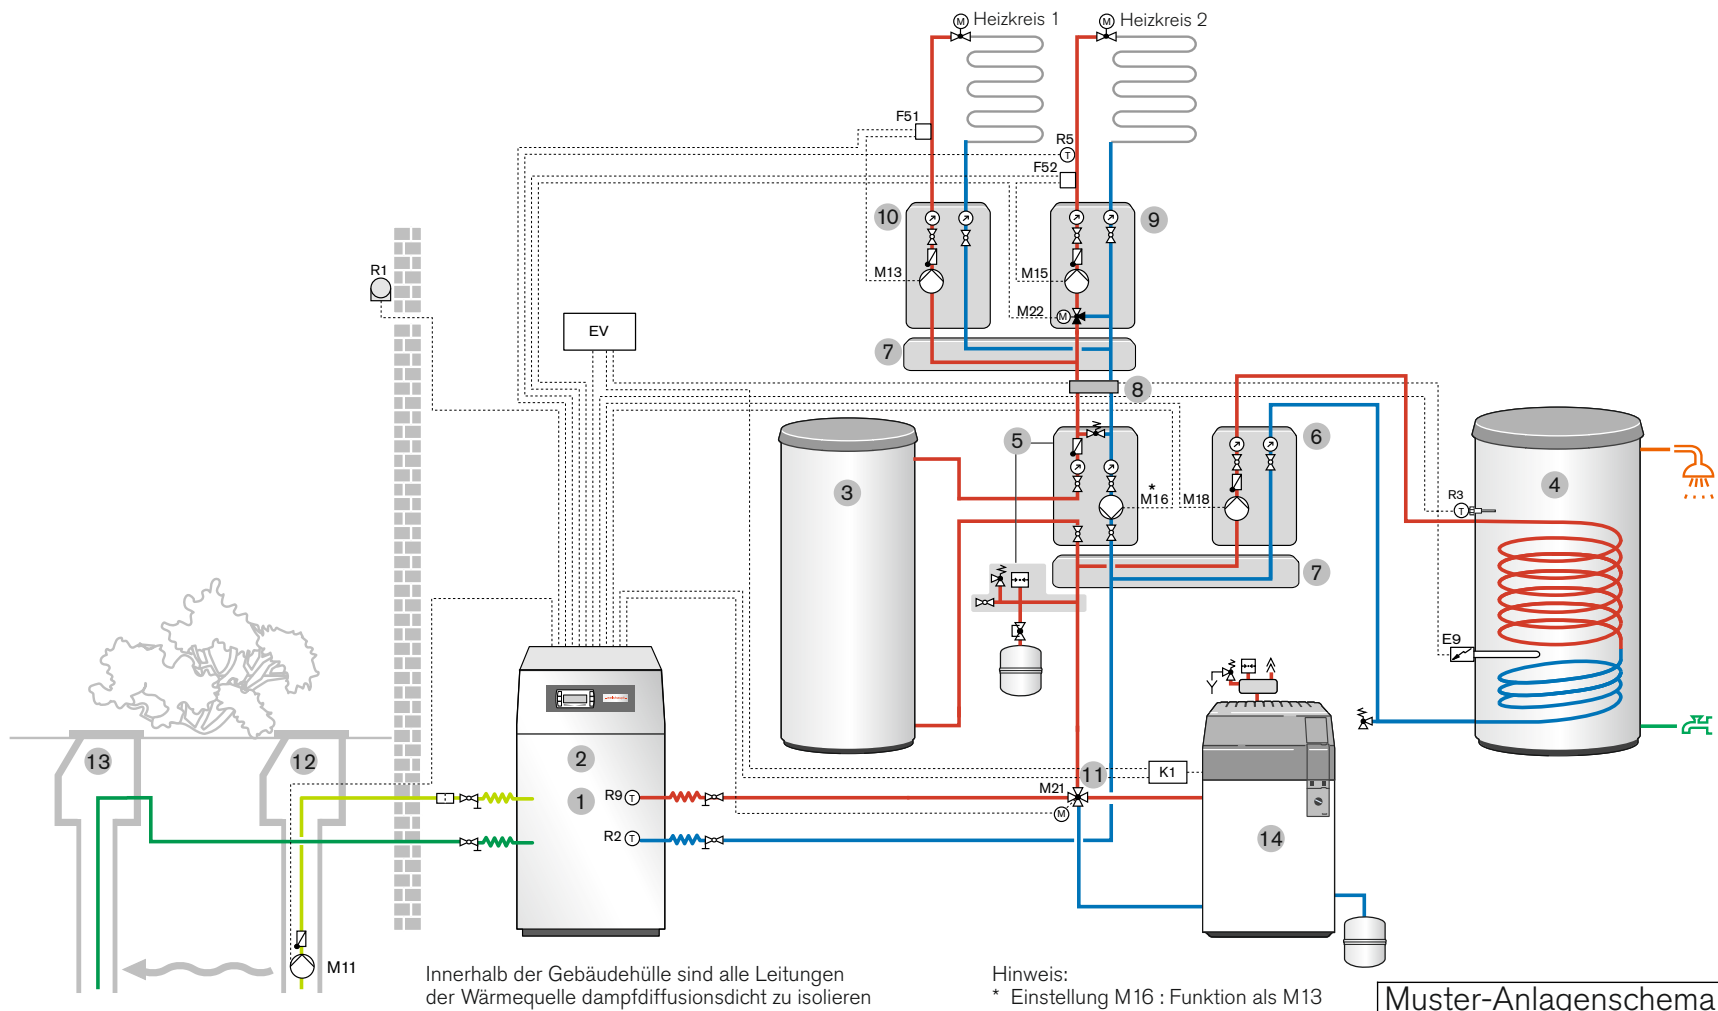 Heizkreis 1
Heizkreis 2
M
M
F51
R5
T
F52
10
9
M13
M15
M22
M
R1
EV
7
8
5
6
3
4
*
M16
M18
R3
T
7
E9
13
12
2
1
R9
T
R2
T
11
M21
M
K1
14
M11
Innerhalb der Gebäudehülle sind alle Leitungen
der Wärmequelle dampfdiffusionsdicht zu isolieren
Hinweis:
* Einstellung M16 : Funktion als M13
Muster-Anlagenschema